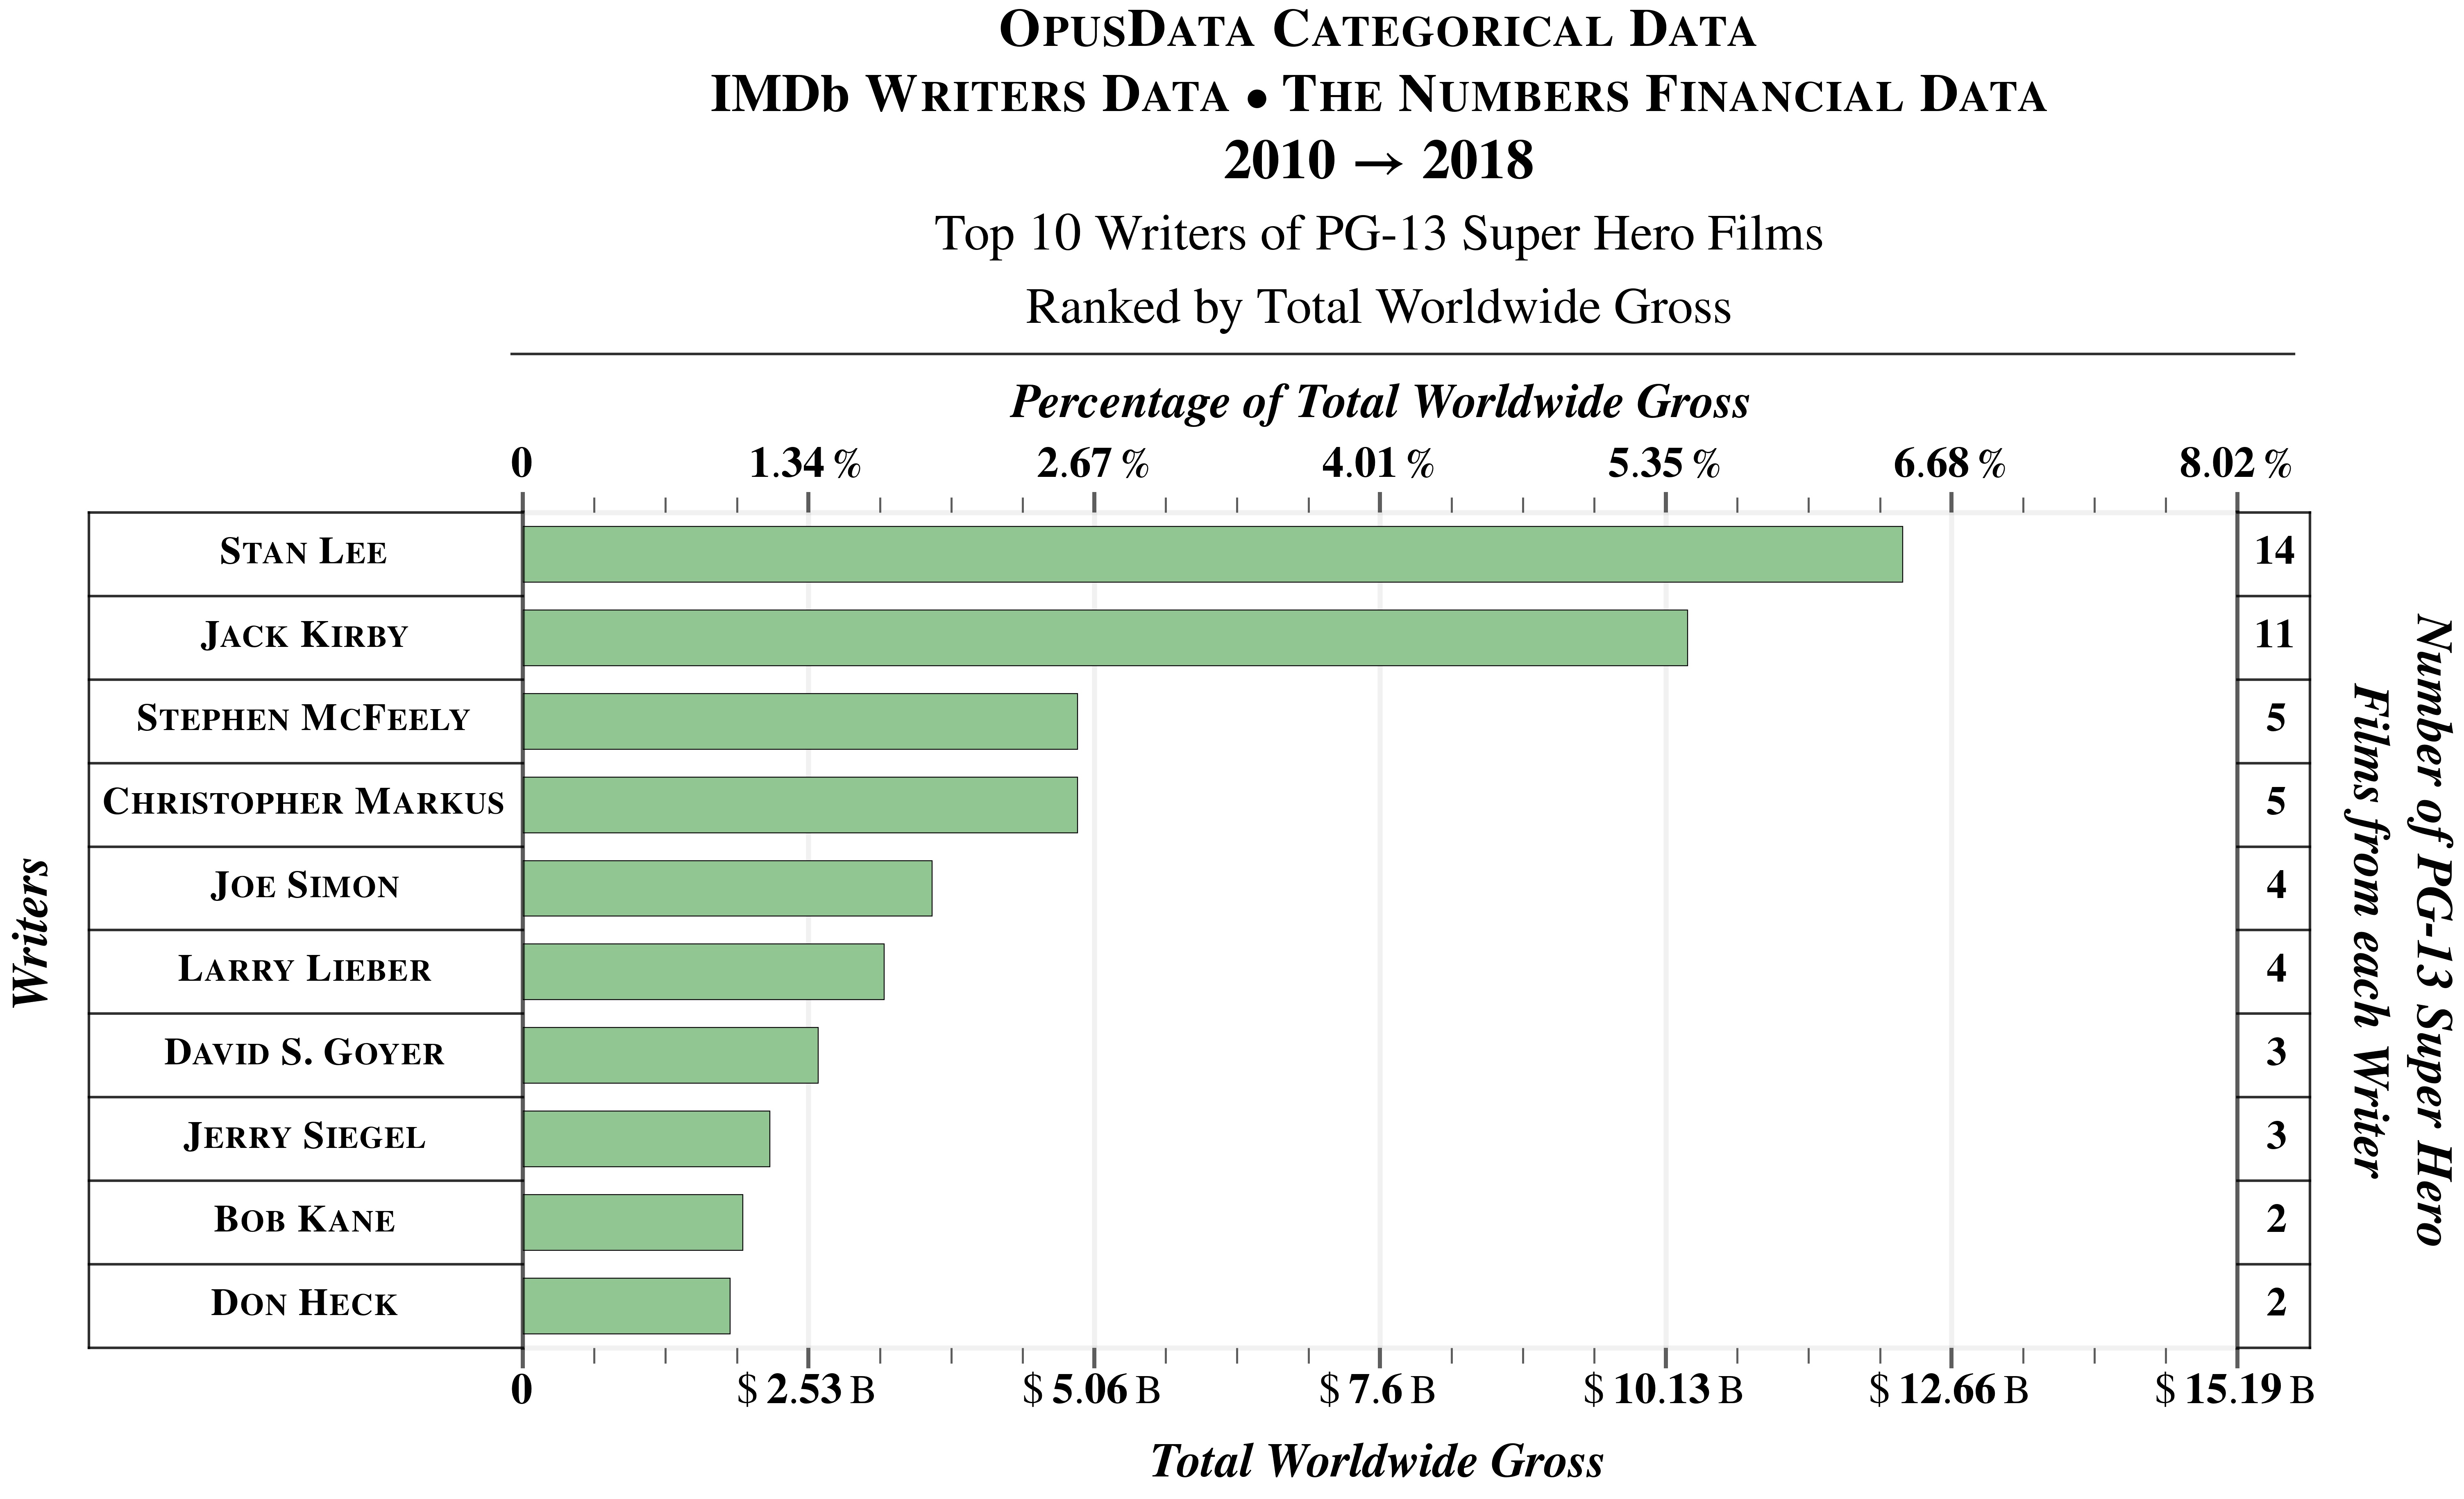 OpusData Categorical Data
IMDb Writers Data • The Numbers Financial Data
2010 → 2018
Top 10 Writers of PG-13 Super Hero Films
Ranked by Total Worldwide Gross
Percentage of Total Worldwide Gross
0 1.34 % 2.67 % 4.01 % 5.35 % 6.68 % 8.02 %
Writers
Stan Lee 14
Jack Kirby 11
Stephen McFeely 5
Christopher Markus 5
Joe Simon 4
Larry Lieber 4
David S. Goyer 3
Jerry Siegel 3
Bob Kane 2
Don Heck 2
Number of PG-13 Super Hero
Films from each Writer
0 $ 2.53 B $ 5.06 B $ 7.6 B $ 10.13 B $ 12.66 B $ 15.19 B
Total Worldwide Gross